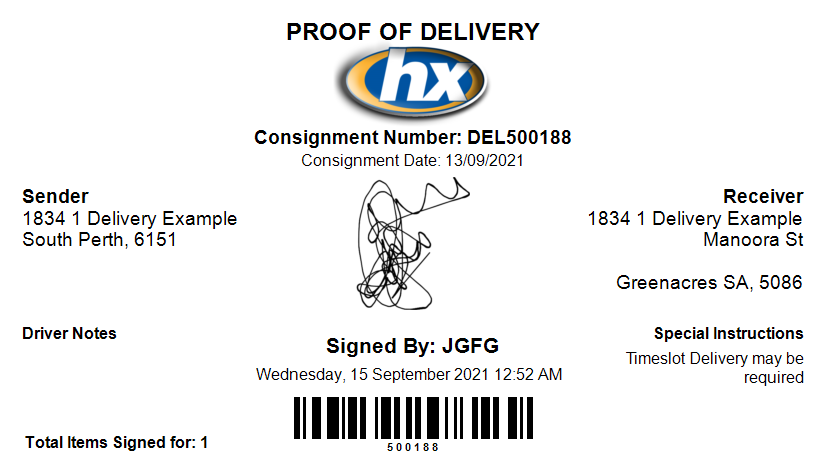 PROOF OF DELIVERY
hx
Consignment Number: DEL500188
Consignment Date: 13/09/2021
Sender
1834 1 Delivery Example
South Perth, 6151
Receiver
1834 1 Delivery Example
Manoora St
Greenacres SA, 5086
Driver Notes
Signed By: JGFG
Wednesday, 15 September 2021 12:52 AM
Special Instructions
Timeslot Delivery may be
required
500188
Total Items Signed for: 1